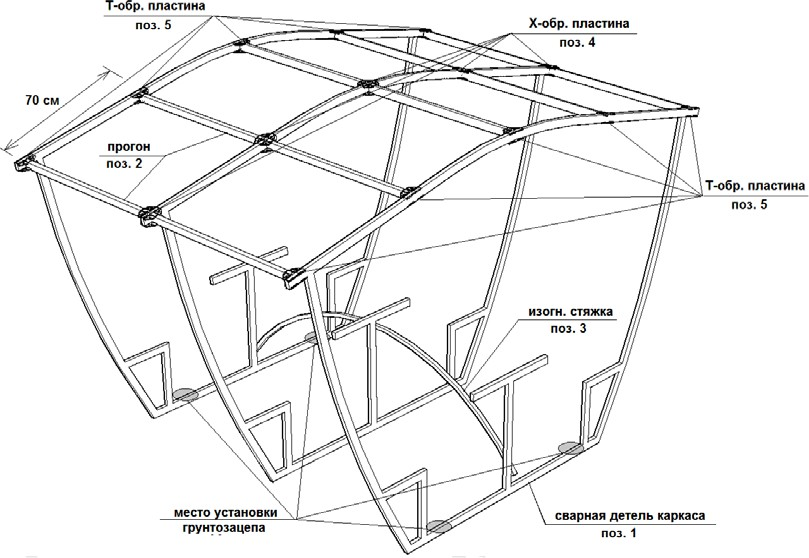 Т-обр. пластина
поз. 5
Х-обр. пластина
поз. 4
70 см
прогон
поз. 2
Т-обр. пластина
поз. 5
изогн. стяжка
поз. 3
место установки
грунтозацепа
сварная детель каркаса
поз. 1